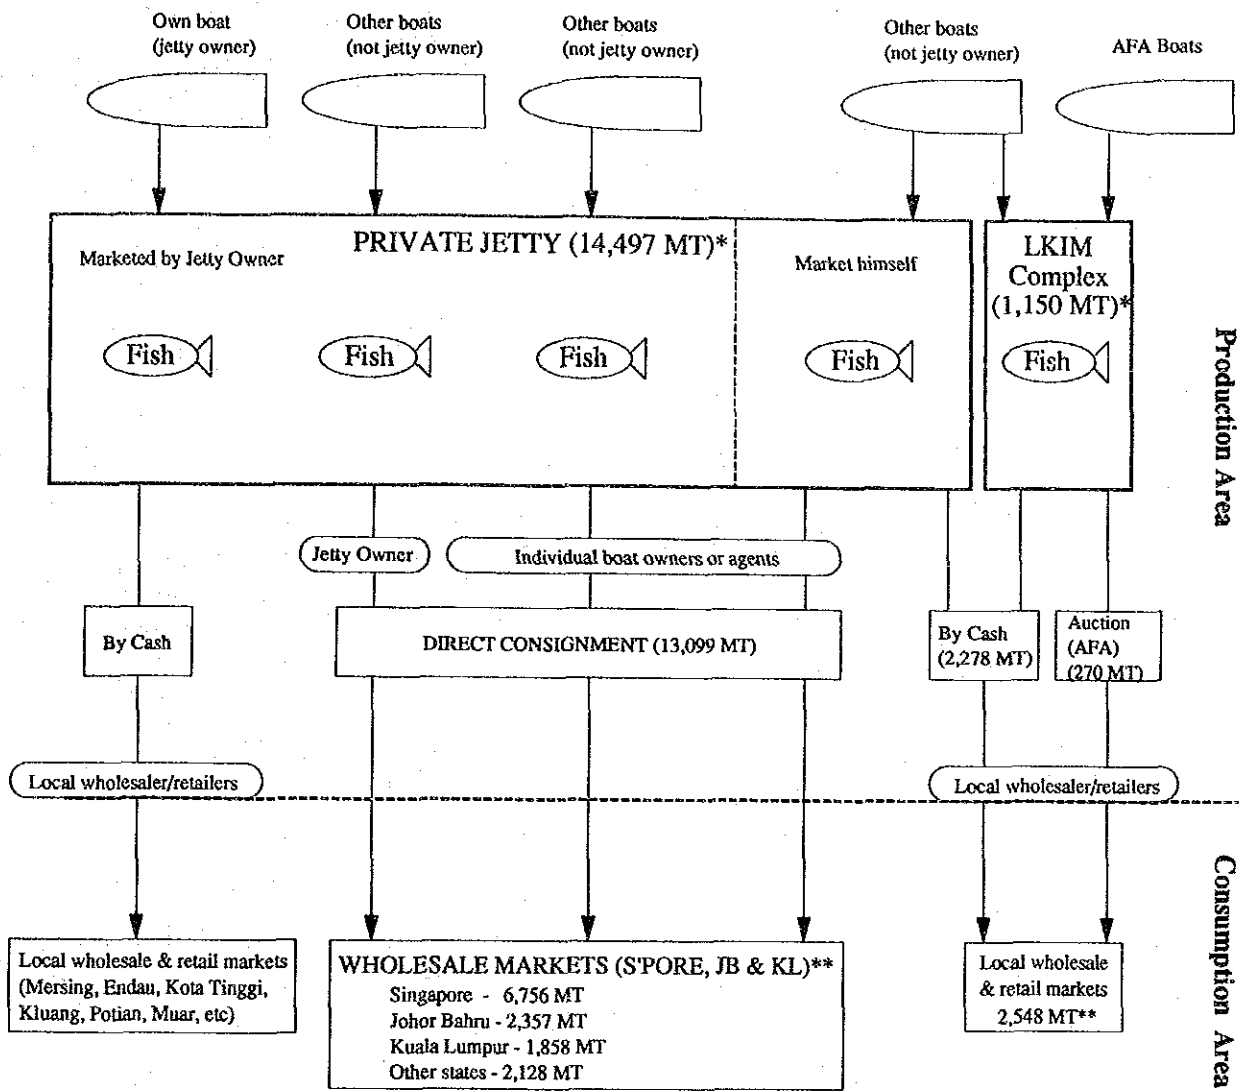 Own boat
(jetty owner)
Other boats
(not jetty owner)
Other boats
(not jetty owner)
Other boats
(not jetty owner)
AFA Boats
PRIVATE JETTY (14,497 MT)*
Marketed by Jetty Owner
Market himself
LKIM
Complex
(1,150 MT)*
Fish
Fish
Fish
Fish
Fish
Production Area
Jetty Owner
Individual boat owners or agents
By Cash
DIRECT CONSIGNMENT (13,099 MT)
By Cash
(2,278 MT)
Auction
(AFA)
(270 MT)
Local wholesaler/retailers
Local wholesaler/retailers
Consumption Area
Local wholesale & retail markets
(Mersing, Endau, Kota Tinggi,
Kluang, Potian, Muar, etc)
WHOLESALE MARKETS (S'PORE, JB & KL)**
Singapore - 6,756 MT
Johor Bahru - 2,357 MT
Kuala Lumpur - 1,858 MT
Other states - 2,128 MT
Local wholesale
& retail markets
2,548 MT**